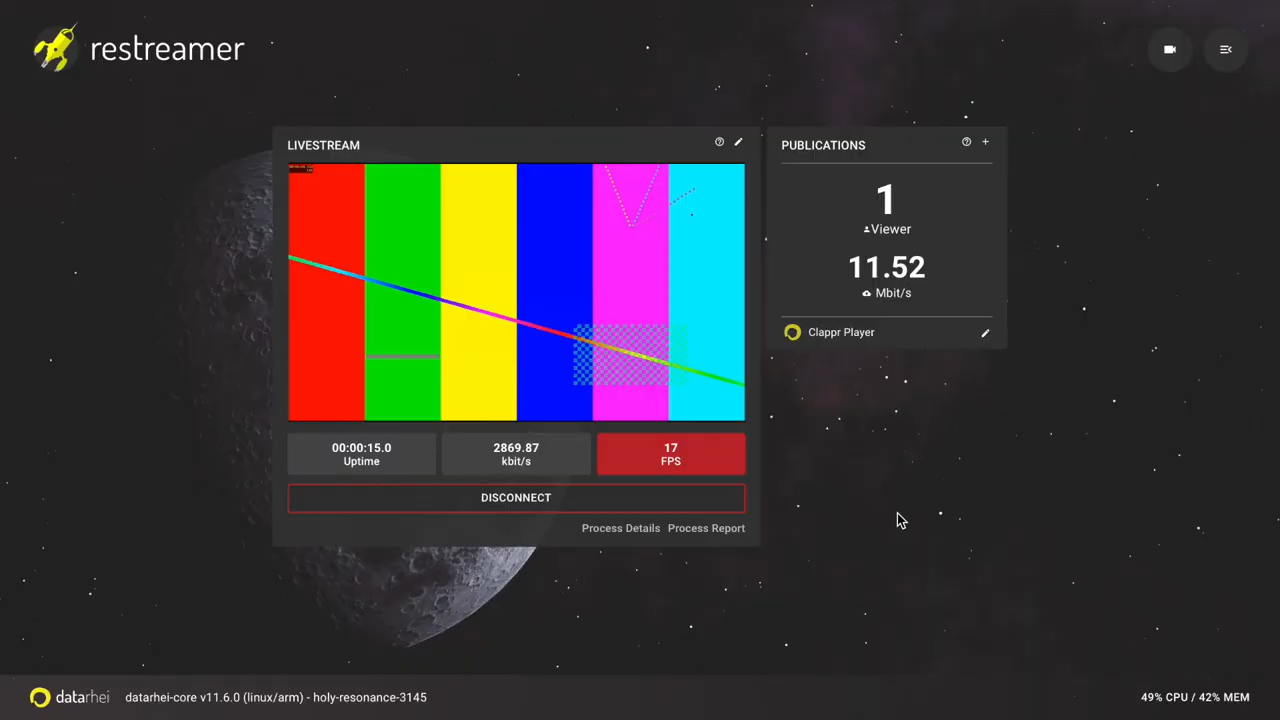 restreamer
LIVESTREAM
00:00:15.0
Uptime
2869.87
kbit/s
17
FPS
DISCONNECT
Process Details Process Report
PUBLICATIONS
1
Viewer
11.52
Mbit/s
Clappr Player
datarhei datarhei-core v11.6.0 (linux/arm) - holy-resonance-3145
49% CPU / 42% MEM